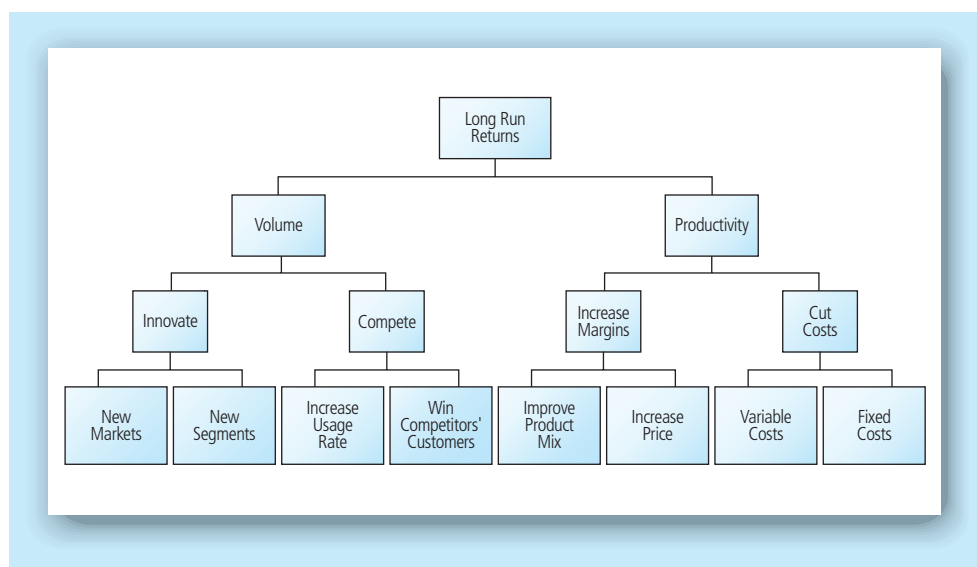 Long Run
Returns
Volume
Productivity
Innovate
Compete
Increase
Margins
Cut
Costs
New
Markets
New
Segments
Increase
Usage
Rate
Win
Competitors'
Customers
Improve
Product
Mix
Increase
Price
Variable
Costs
Fixed
Costs